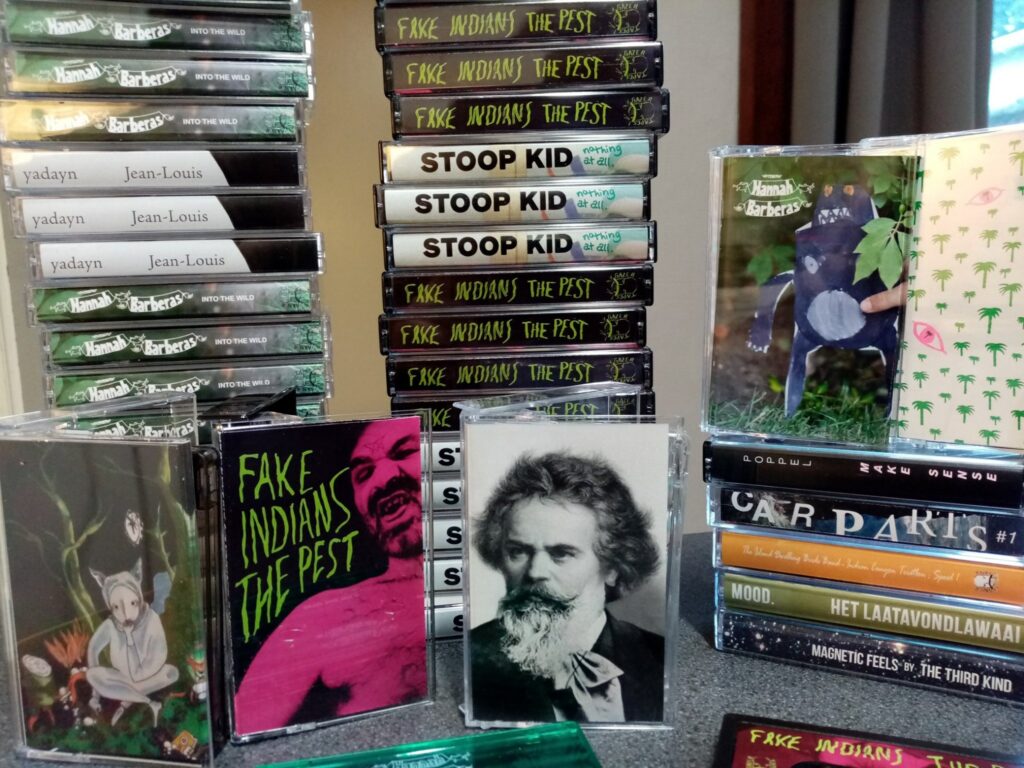 Hannah Barberas INTO THE WILD
Hannah Barberas INTO THE WILD
Hannah Barberas INTO THE WILD
yadayn Jean-Louis
yadayn Jean-Louis
yadayn Jean-Louis
Hannah Barberas INTO THE WILD
Hannah Barberas INTO THE WILD
Hannah Barberas INTO THE WILD
Hannah Barberas
FAKE INDIANS THE PEST
FAKE INDIANS THE PEST
FAKE INDIANS THE PEST
STOOP KID nothing at all.
STOOP KID nothing at all.
STOOP KID nothing at all.
FAKE INDIANS THE PEST
FAKE INDIANS THE PEST
FAKE INDIANS THE PEST
FAKE
INDIANS
THE PEST
Hannah
Barberas
POPPEL MAKE SENSE
CAR PARTS #1
MOOD. HET LAATAVONDLAWAAI
MAGNETIC FEELS BY THE THIRD KIND
FAKE INDIANS THE